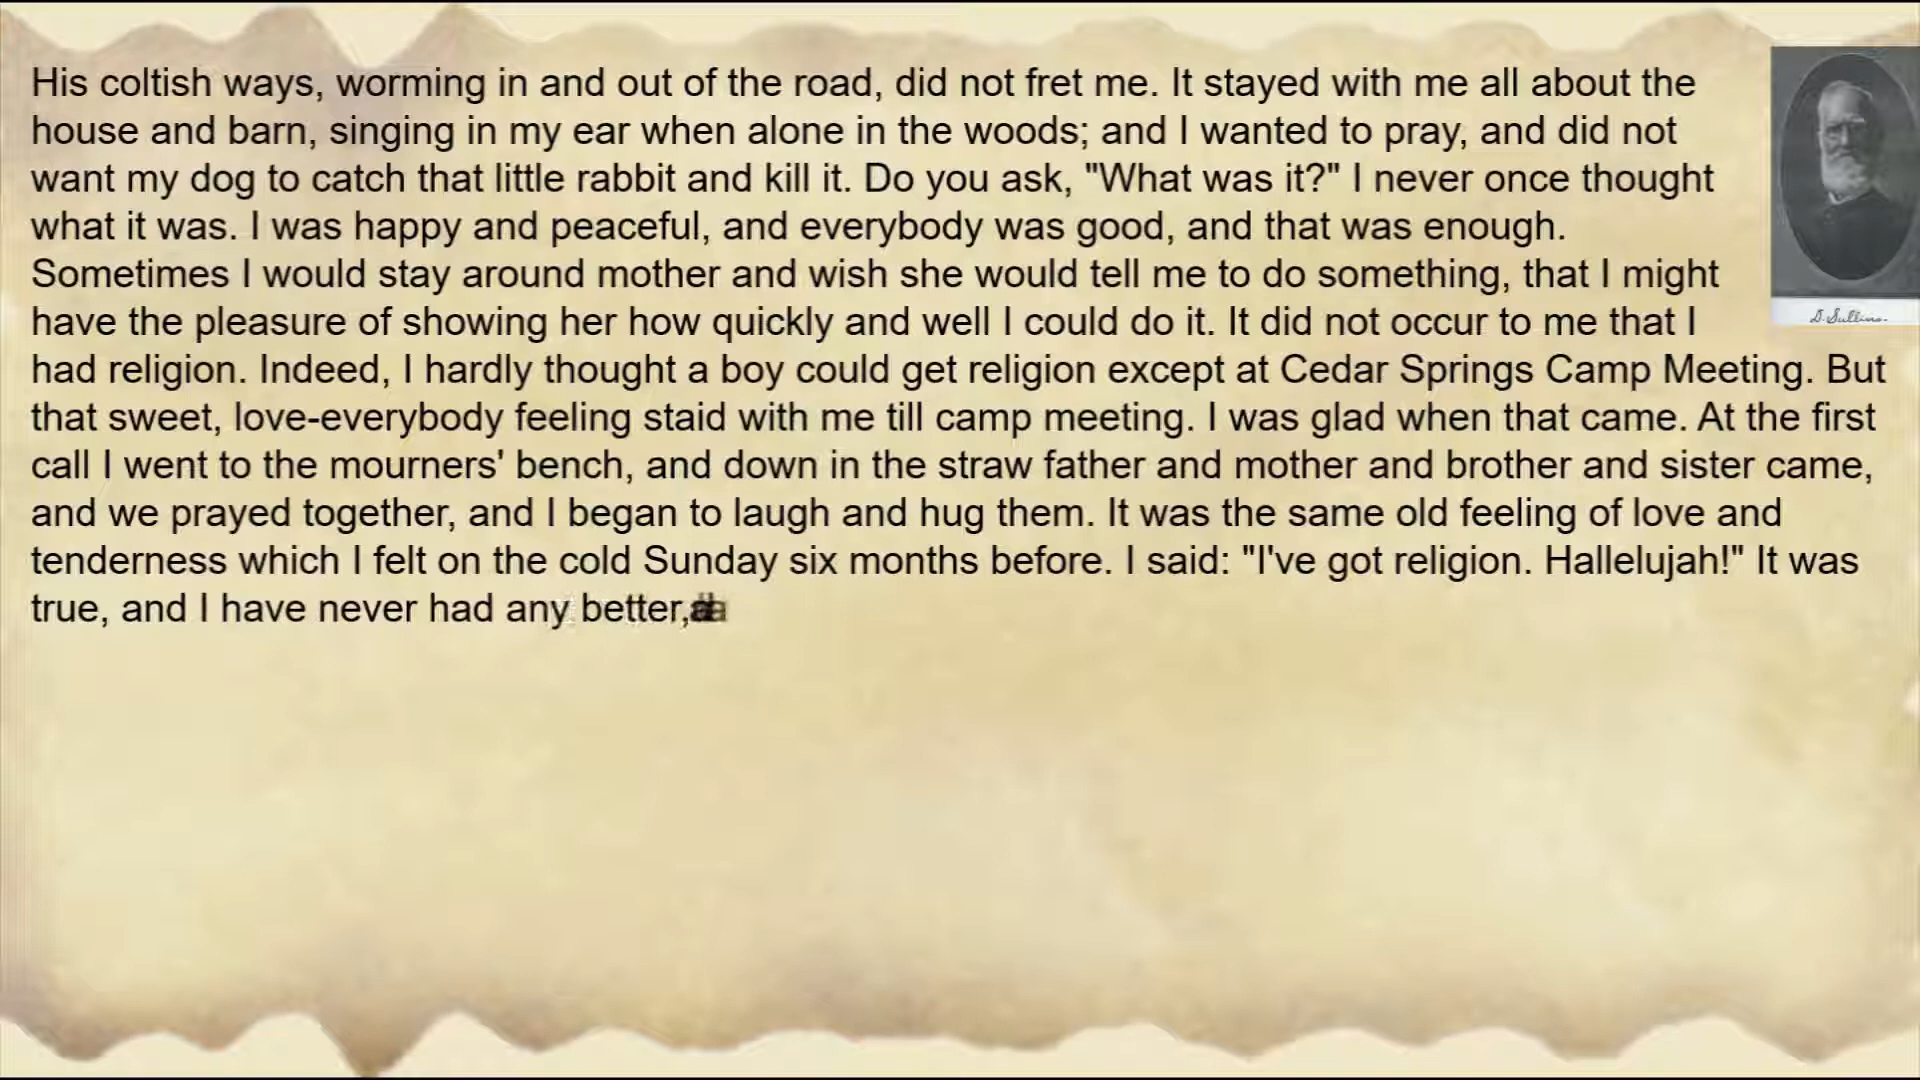 His coltish ways, worming in and out of the road, did not fret me. It stayed with me all about the
house and barn, singing in my ear when alone in the woods; and I wanted to pray, and did not
want my dog to catch that little rabbit and kill it. Do you ask, "What was it?" I never once thought
what it was. I was happy and peaceful, and everybody was good, and that was enough.
Sometimes I would stay around mother and wish she would tell me to do something, that I might
have the pleasure of showing her how quickly and well I could do it. It did not occur to me that I
had religion. Indeed, I hardly thought a boy could get religion except at Cedar Springs Camp Meeting. But
that sweet, love-everybody feeling staid with me till camp meeting. I was glad when that came. At the first
call I went to the mourners' bench, and down in the straw father and mother and brother and sister came,
and we prayed together, and I began to laugh and hug them. It was the same old feeling of love and
tenderness which I felt on the cold Sunday six months before. I said: "I've got religion. Hallelujah!" It was
true, and I have never had any better,
D. Sullins.